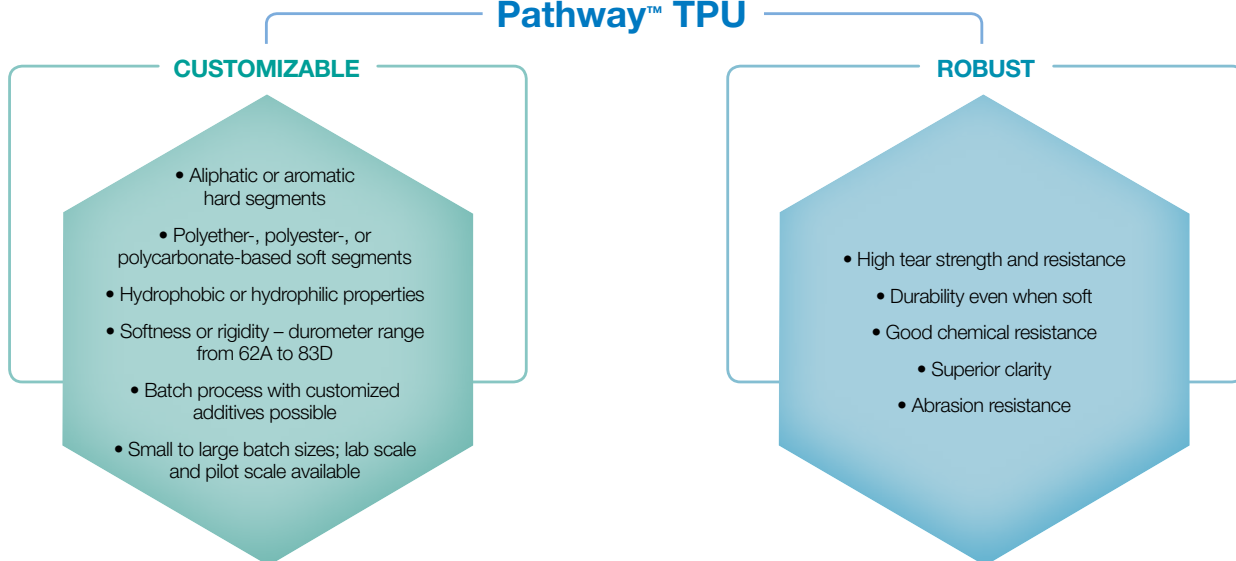 Pathway™ TPU
CUSTOMIZABLE
• Aliphatic or aromatic
hard segments
• Polyether-, polyester-, or
polycarbonate-based soft segments
• Hydrophobic or hydrophilic properties
• Softness or rigidity – durometer range
from 62A to 83D
• Batch process with customized
additives possible
• Small to large batch sizes; lab scale
and pilot scale available
ROBUST
• High tear strength and resistance
• Durability even when soft
• Good chemical resistance
• Superior clarity
• Abrasion resistance